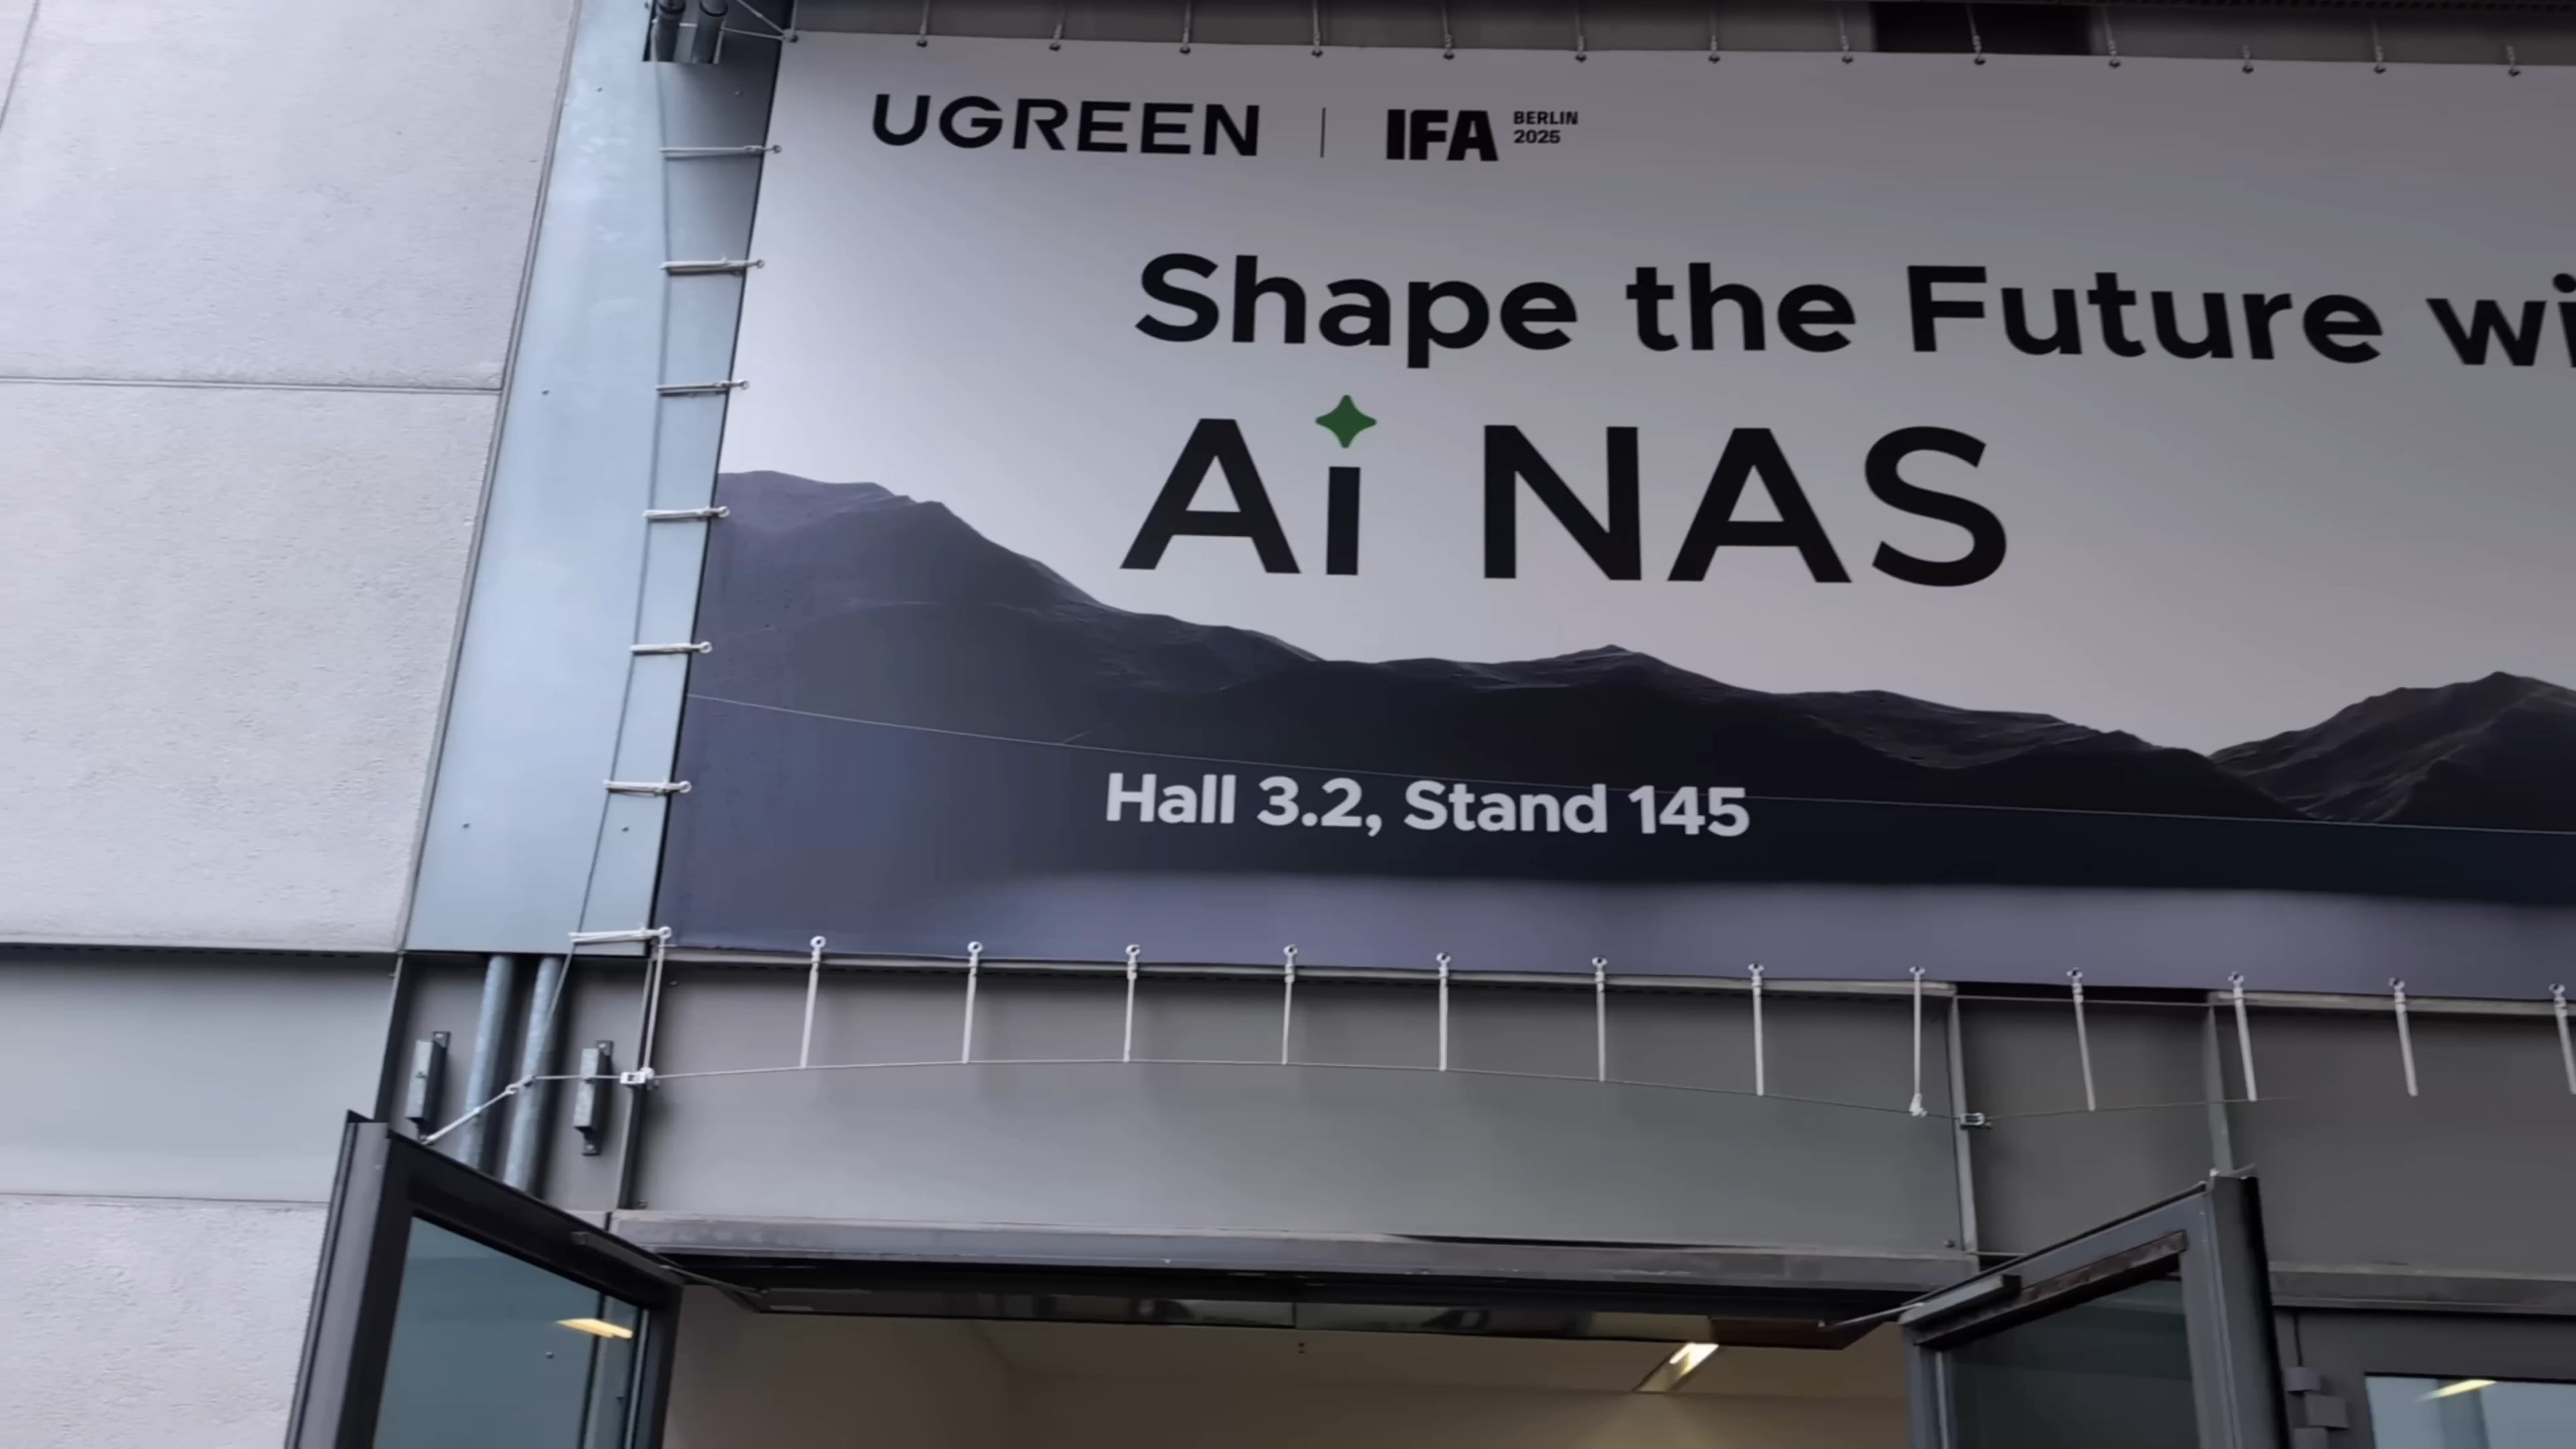 UGREEN | IFA BERLIN 2025
Shape the Future wi
Ai NAS
Hall 3.2, Stand 145